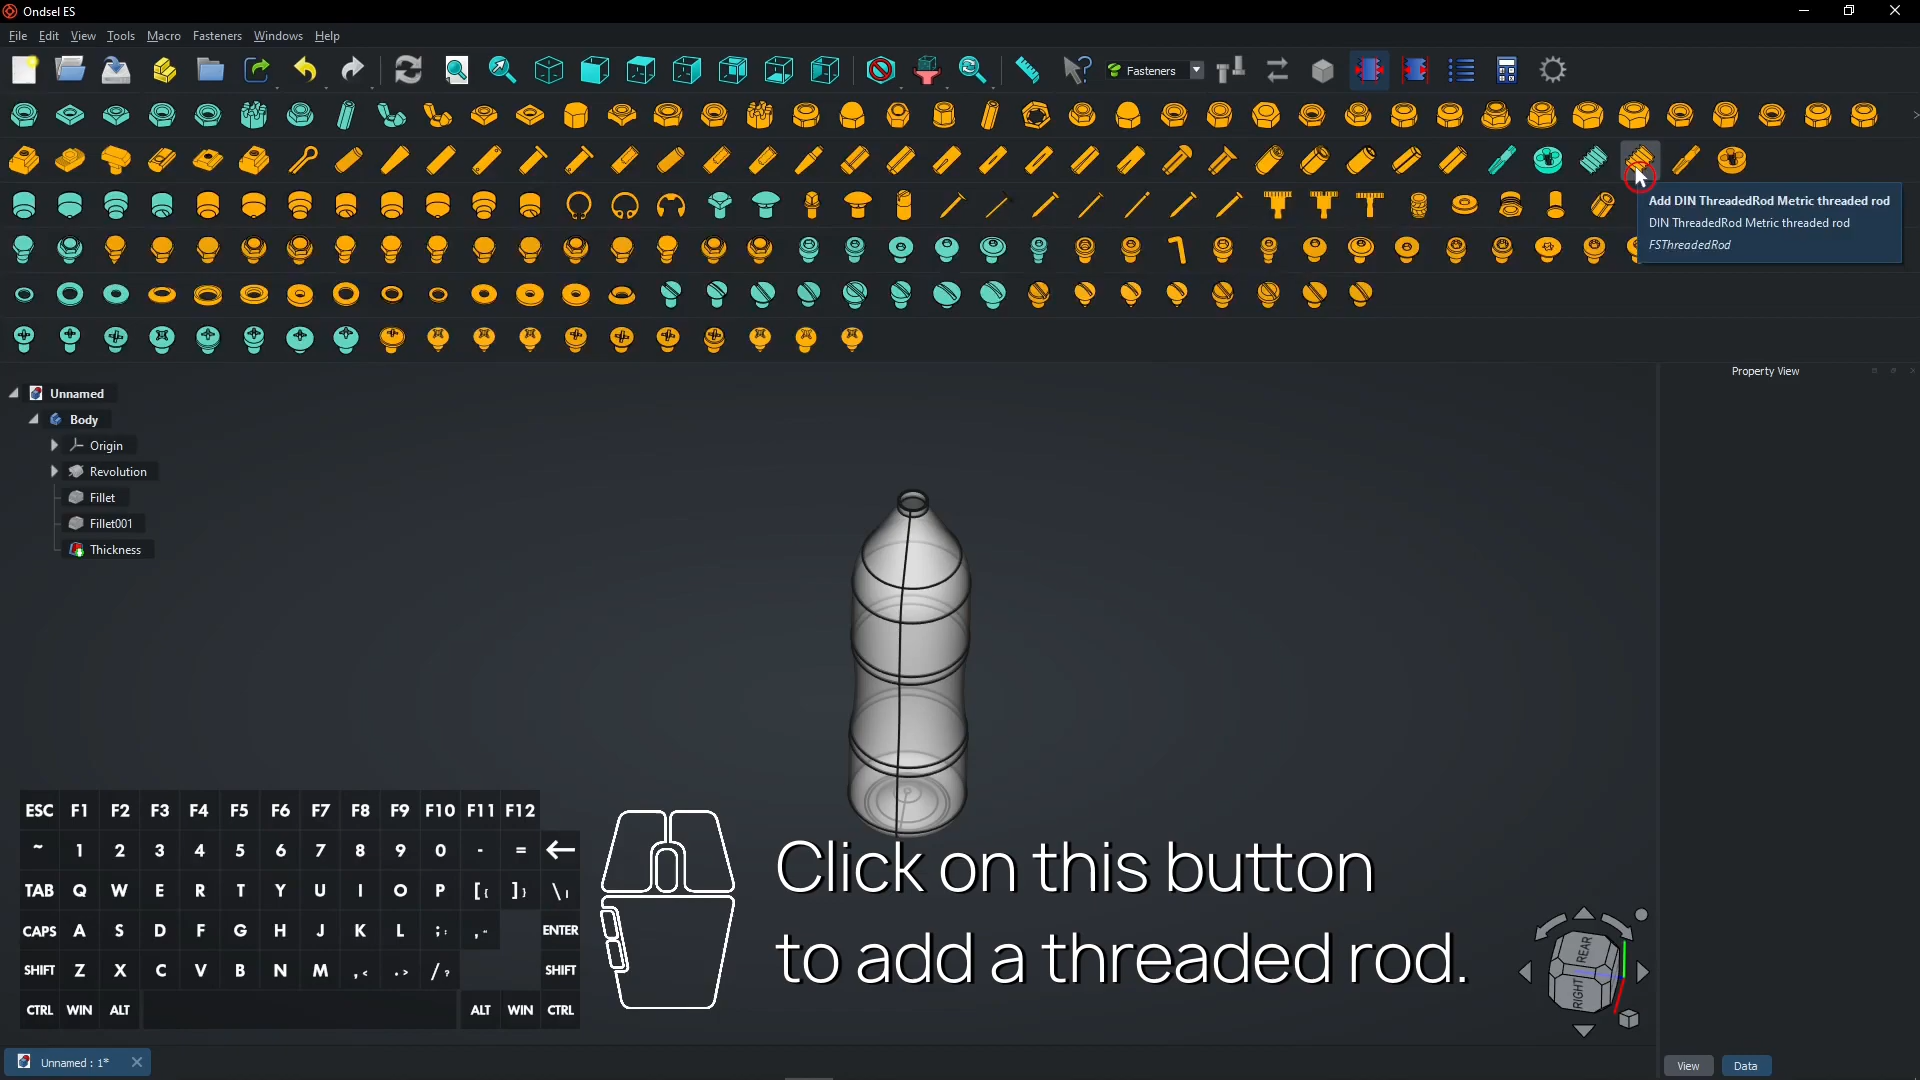 Ondsel ES
File Edit View Tools Macro Fasteners Windows Help
Fasteners
Add DIN ThreadedRod Metric threaded rod
DIN ThreadedRod Metric threaded rod
FSThreadedRod
Property View
Unnamed
Body
Origin
Revolution
Fillet
Fillet001
Thickness
ESC F1 F2 F3 F4 F5 F6 F7 F8 F9 F10 F11 F12
~ 1 2 3 4 5 6 7 8 9 0 - =
TAB Q W E R T Y U I O P [{ ]} \|
CAPS A S D F G H J K L ;: ," ENTER
SHIFT Z X C V B N M ,< .> /? SHIFT
CTRL WIN ALT ALT WIN CTRL
Click on this button
to add a threaded rod.
REAR
RIGHT
Unnamed : 1*
View Data